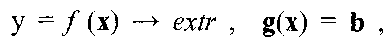 y = f (x) → extr , g(x) = b ,